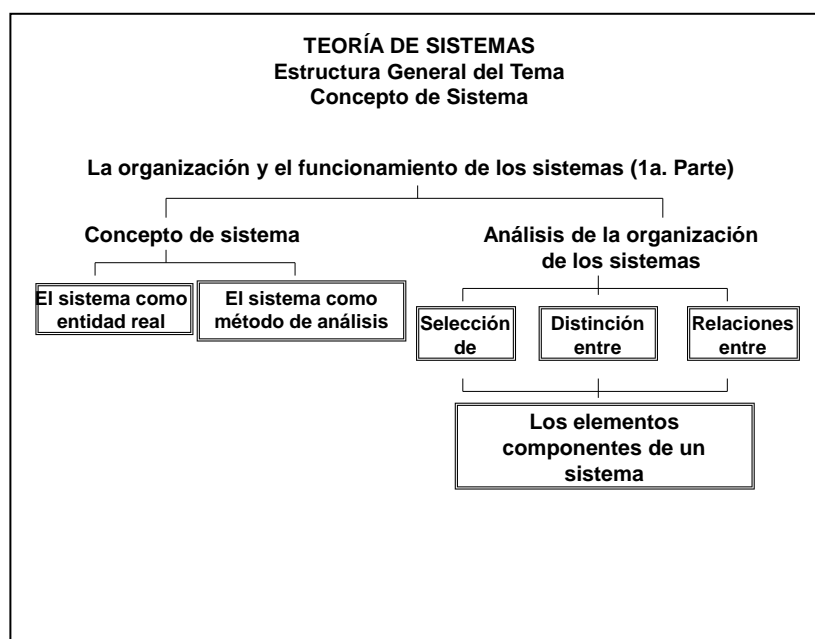 TEORÍA DE SISTEMAS
Estructura General del Tema
Concepto de Sistema
La organización y el funcionamiento de los sistemas (1a. Parte)
Concepto de sistema
El sistema como
entidad real
El sistema como
método de análisis
Análisis de la organización
de los sistemas
Selección
de
Distinción
entre
Relaciones
entre
Los elementos
componentes de un
sistema